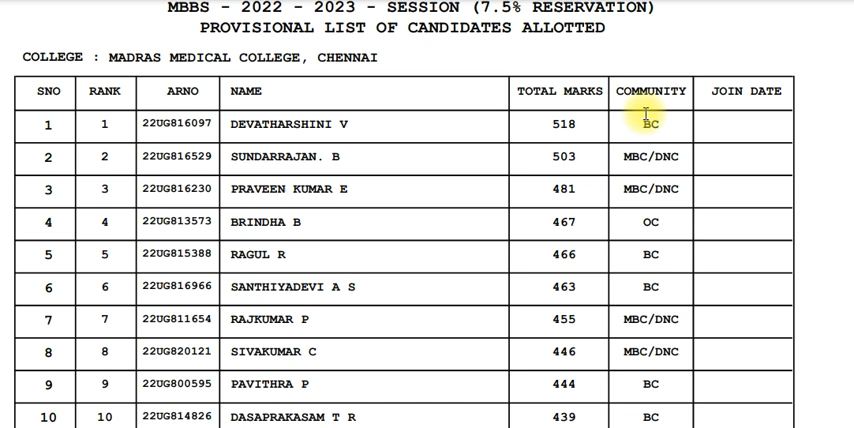 MBBS - 2022 - 2023 - SESSION (7.5% RESERVATION)
PROVISIONAL LIST OF CANDIDATES ALLOTTED
COLLEGE : MADRAS MEDICAL COLLEGE, CHENNAI
SNO RANK ARNO NAME TOTAL MARKS COMMUNITY JOIN DATE
1 1 22UG816097 DEVATHARSHINI V 518 BC
2 2 22UG816529 SUNDARRAJAN. B 503 MBC/DNC
3 3 22UG816230 PRAVEEN KUMAR E 481 MBC/DNC
4 4 22UG813573 BRINDHA B 467 OC
5 5 22UG815388 RAGUL R 466 BC
6 6 22UG816966 SANTHIYADEVI A S 463 BC
7 7 22UG811654 RAJKUMAR P 455 MBC/DNC
8 8 22UG820121 SIVAKUMAR C 446 MBC/DNC
9 9 22UG800595 PAVITHRA P 444 BC
10 10 22UG814826 DASAPRAKASAM T R 439 BC